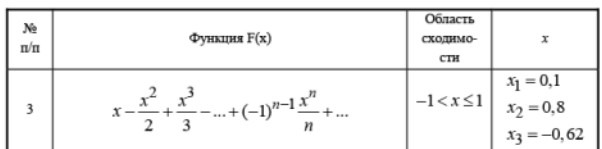 № п/п
Функция F(x)
Область сходимо-
сти
x
3
x − x²/2 + x³/3 − ... + (−1)ⁿ⁻¹ xⁿ/n + ...
−1 < x ≤ 1
x₁ = 0,1
x₂ = 0,8
x₃ = −0,62